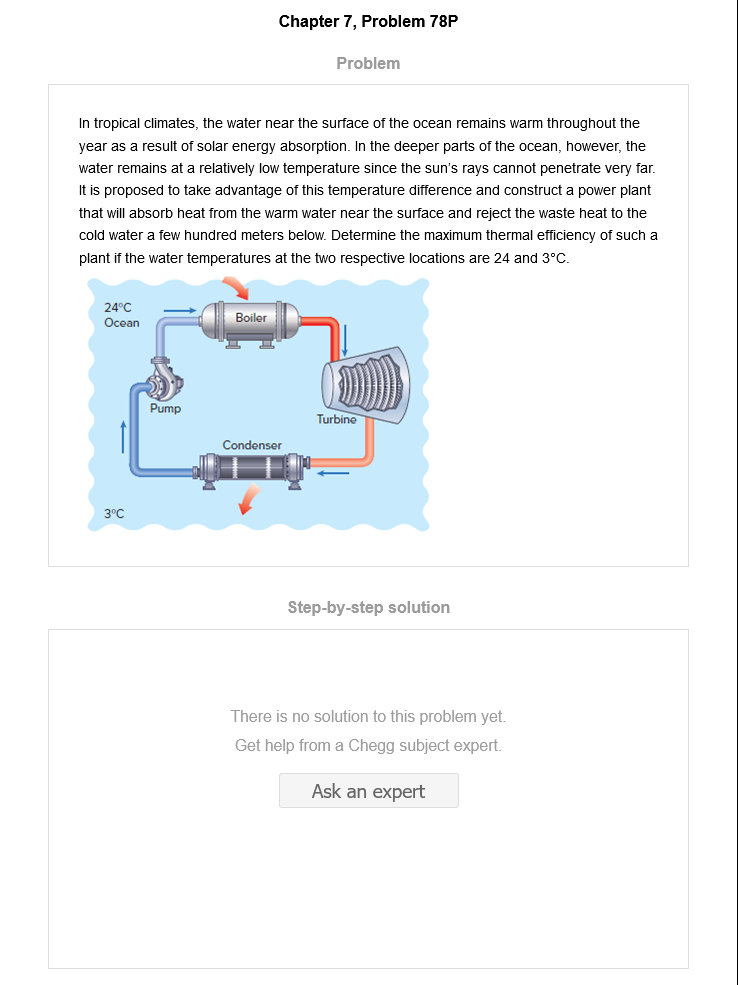 Chapter 7, Problem 78P
Problem
In tropical climates, the water near the surface of the ocean remains warm throughout the
year as a result of solar energy absorption. In the deeper parts of the ocean, however, the
water remains at a relatively low temperature since the sun's rays cannot penetrate very far.
It is proposed to take advantage of this temperature difference and construct a power plant
that will absorb heat from the warm water near the surface and reject the waste heat to the
cold water a few hundred meters below. Determine the maximum thermal efficiency of such a
plant if the water temperatures at the two respective locations are 24 and 3°C.
24°C
Ocean
Boiler
Pump
Turbine
Condenser
3°C
Step-by-step solution
There is no solution to this problem yet.
Get help from a Chegg subject expert.
Ask an expert